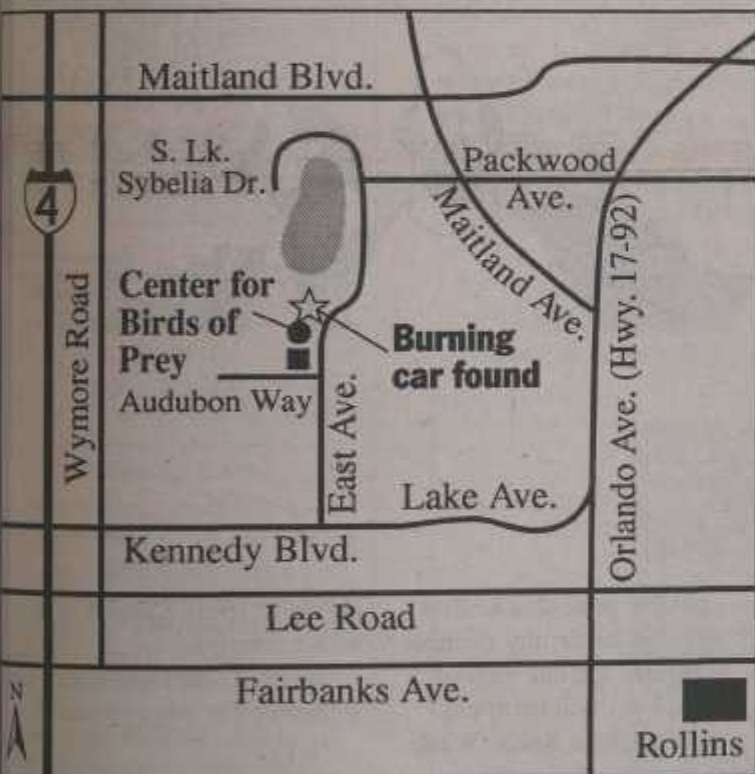 Maitland Blvd.
S. Lk.
Sybelia Dr.
Packwood
Ave.
4
Maitland Ave.
Wymore Road
Center for
Birds of
Prey
Burning
car found
Audubon Way
East Ave.
Orlando Ave. (Hwy. 17-92)
Lake Ave.
Kennedy Blvd.
Lee Road
Fairbanks Ave.
N
Rollins